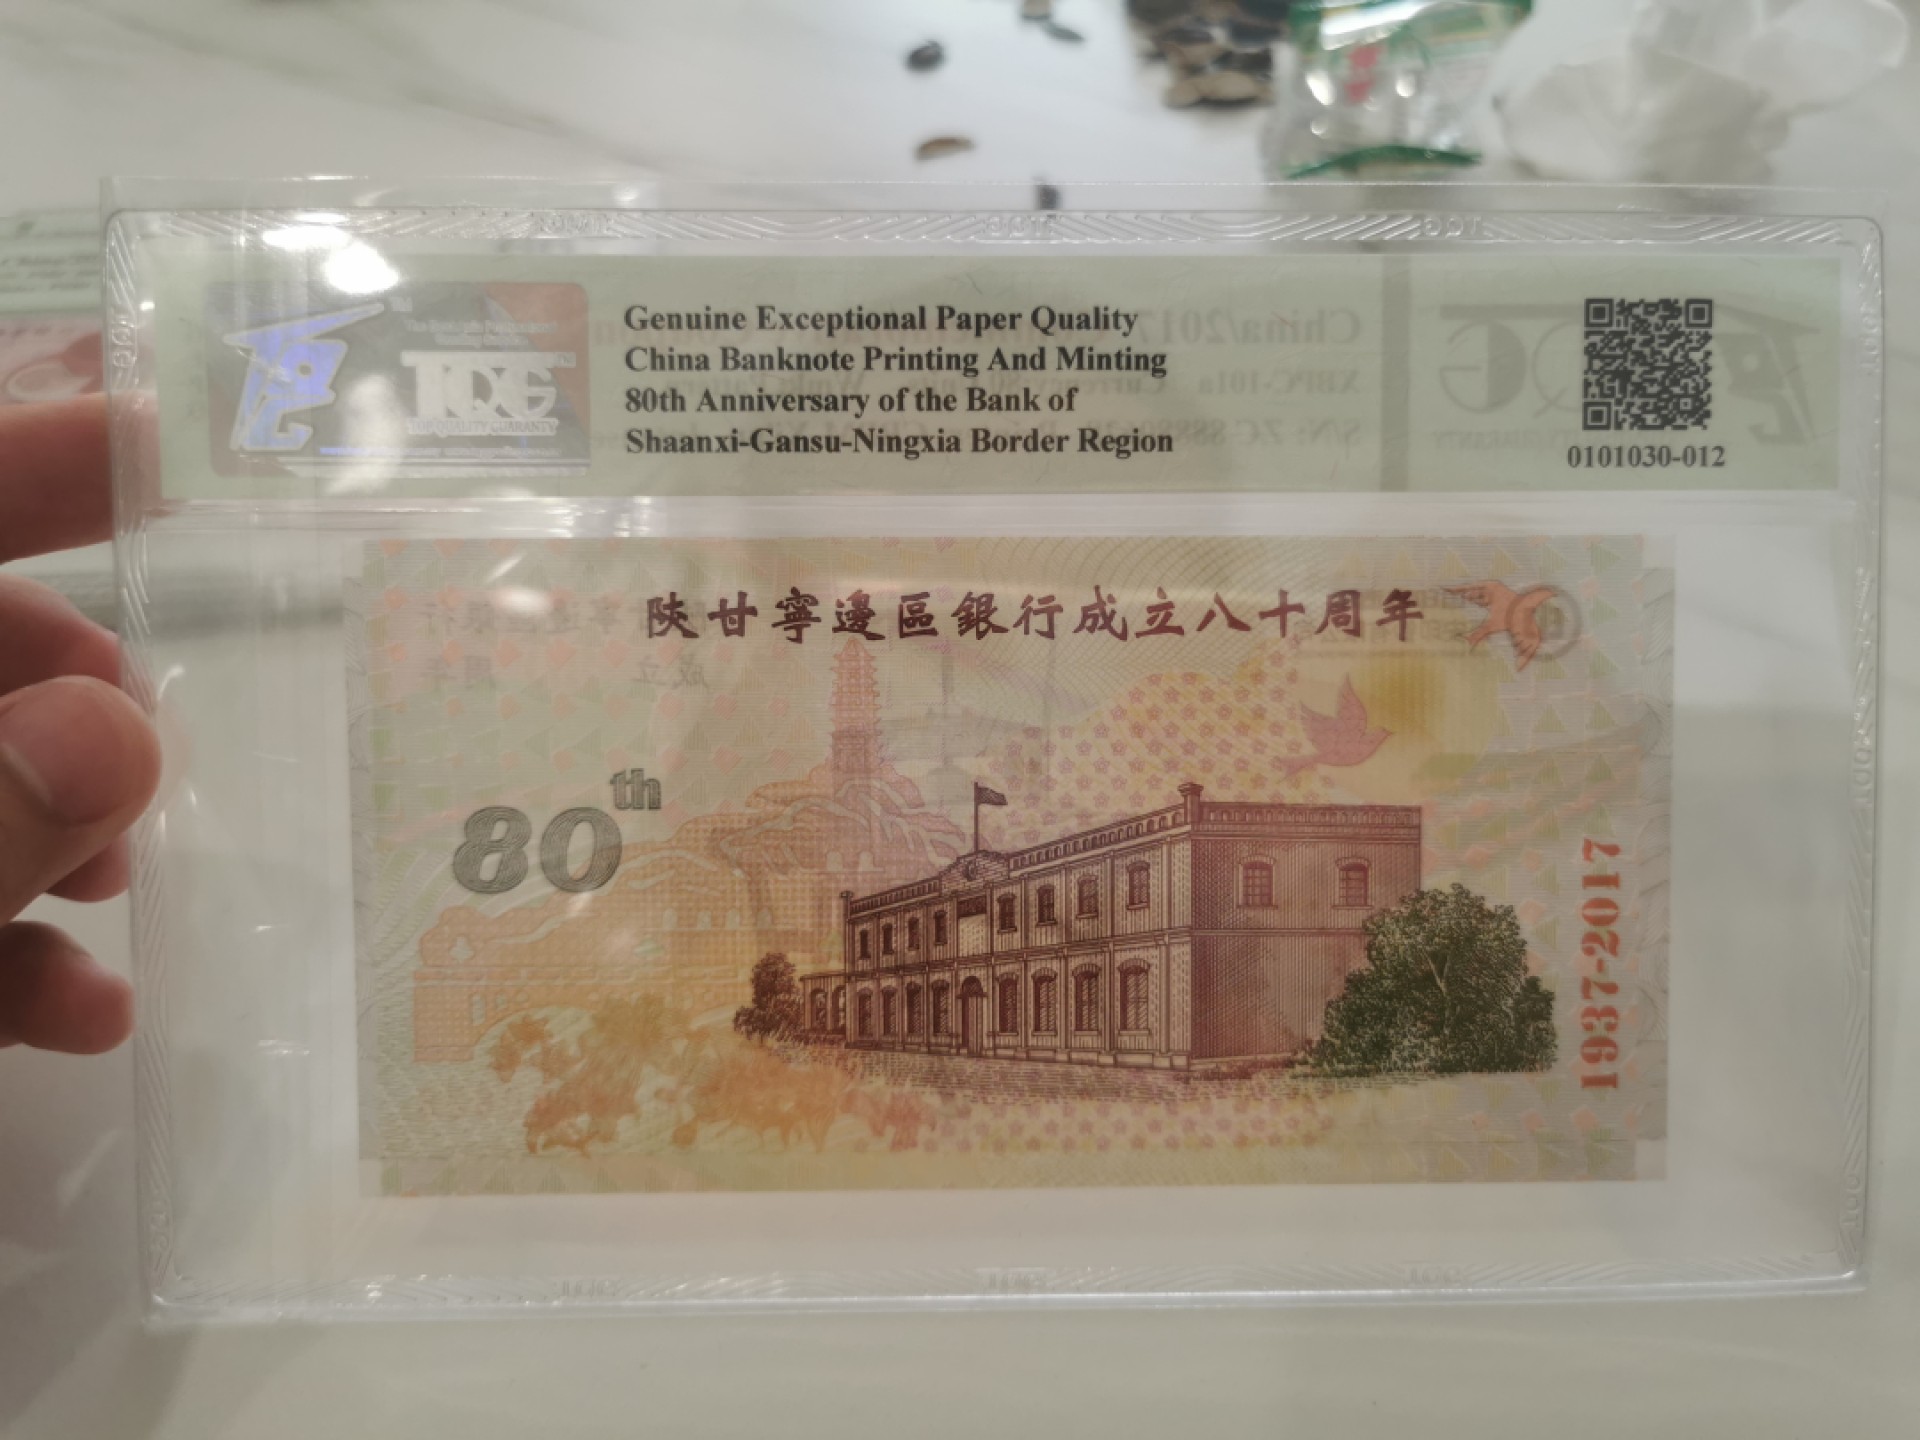 TQG
TOP QUALITY GUARANTY
Genuine Exceptional Paper Quality
China Banknote Printing And Minting
80th Anniversary of the Bank of
Shaanxi-Gansu-Ningxia Border Region
0101030-012
陝甘寧邊區銀行成立八十周年
80th
1937-2017